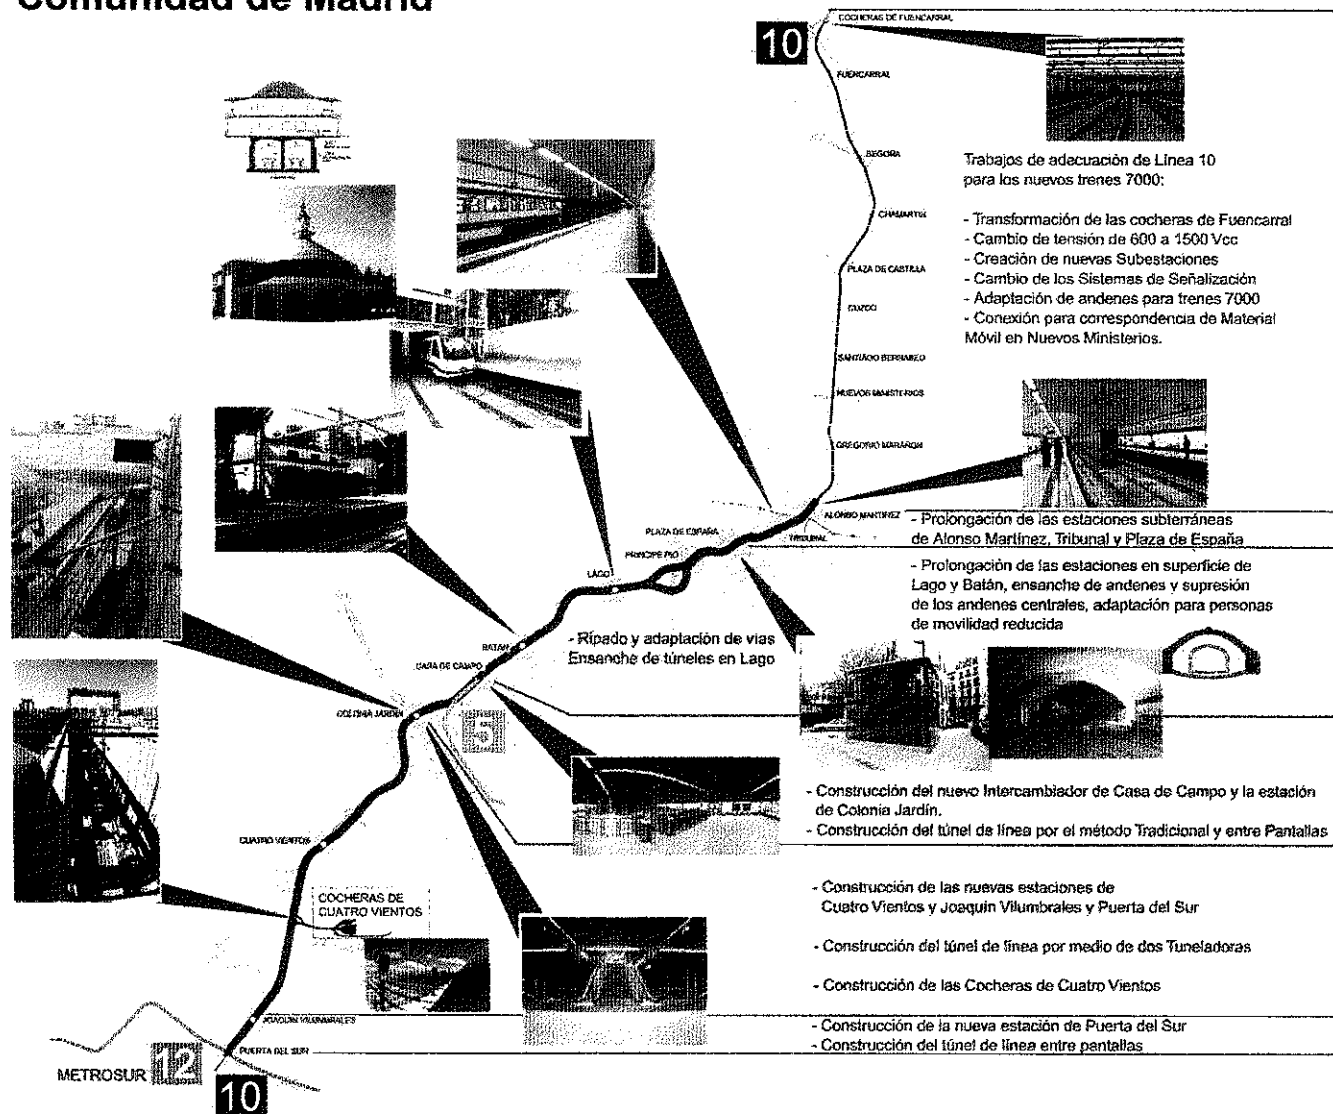 Comunidad de Madrid
10
COCHERAS DE FUENCARRAL
FUENCARRAL
BEGOÑA
CHAMARTIN
PLAZA DE CASTILLA
CUZCO
SANTIAGO BERNABEU
NUEVOS MINISTERIOS
GREGORIO MARAÑON
ALONSO MARTINEZ
TRIBUNAL
PLAZA DE ESPAÑA
PRINCIPE PIO
LAGO
BATAN
CASA DE CAMPO
COLONIA JARDIN
5
CUATRO VIENTOS
COCHERAS DE
CUATRO VIENTOS
JOAQUIN VILUMBRALES
PUERTA DEL SUR
METROSUR 12
10
Trabajos de adecuación de Linea 10
para los nuevos trenes 7000:
- Transformación de las cocheras de Fuencarral
- Cambio de tensión de 600 a 1500 Vcc
- Creación de nuevas Subestaciones
- Cambio de los Sistemas de Señalización
- Adaptación de andenes para trenes 7000
- Conexión para correspondencia de Material
Móvil en Nuevos Ministerios.
- Prolongación de las estaciones subterráneas
de Alonso Martínez, Tribunal y Plaza de España
- Prolongación de las estaciones en superficie de
Lago y Batán, ensanche de andenes y supresión
de los andenes centrales, adaptación para personas
de movilidad reducida
- Ripado y adaptación de vías
Ensanche de túneles en Lago
- Construcción del nuevo Intercambiador de Casa de Campo y la estación
de Colonia Jardín.
- Construcción del túnel de línea por el método Tradicional y entre Pantallas
- Construcción de las nuevas estaciones de
Cuatro Vientos y Joaquin Vilumbrales y Puerta del Sur
- Construcción del túnel de línea por medio de dos Tuneladoras
- Construcción de las Cocheras de Cuatro Vientos
- Construcción de la nueva estación de Puerta del Sur
- Construcción del túnel de línea entre pantallas